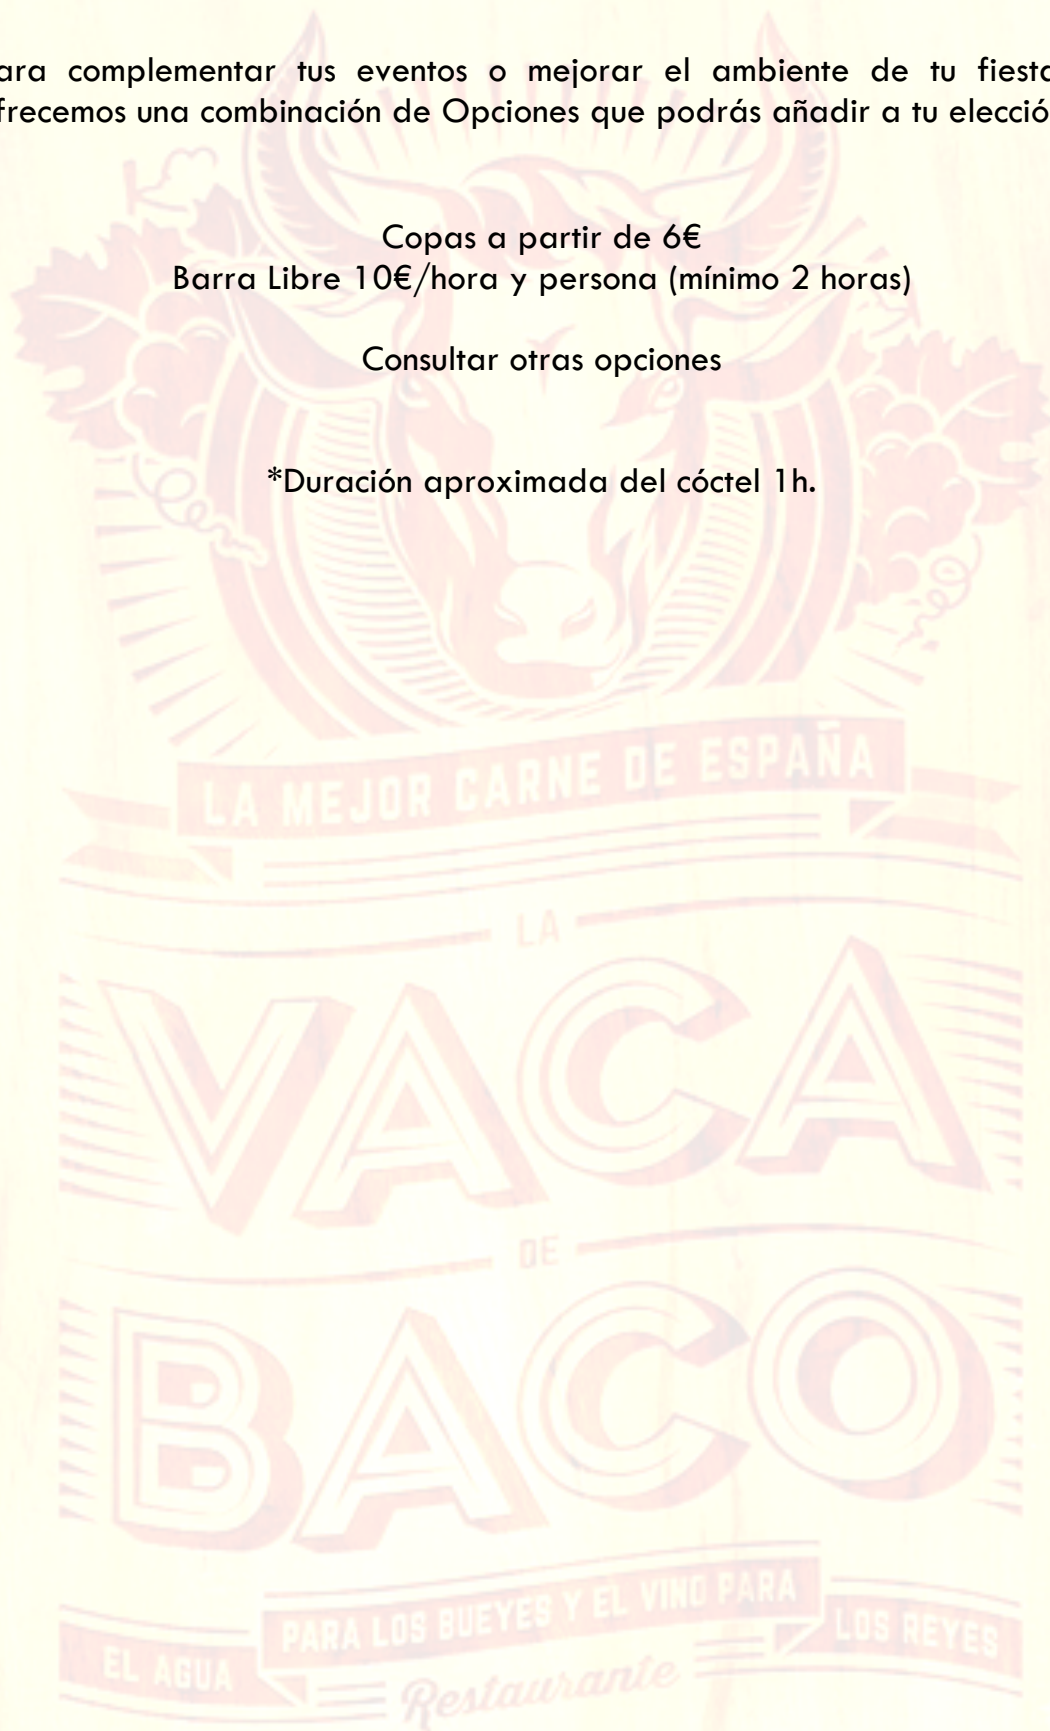 ara complementar tus eventos o mejorar el ambiente de tu fiesta
frecemos una combinación de Opciones que podrás añadir a tu elecció
Copas a partir de 6€
Barra Libre 10€/hora y persona (mínimo 2 horas)
Consultar otras opciones
*Duración aproximada del cóctel 1h.
LA MEJOR CARNE DE ESPAÑA
LA
VACA
DE
BACO
EL AGUA PARA LOS BUEYES Y EL VINO PARA LOS REYES
Restaurante